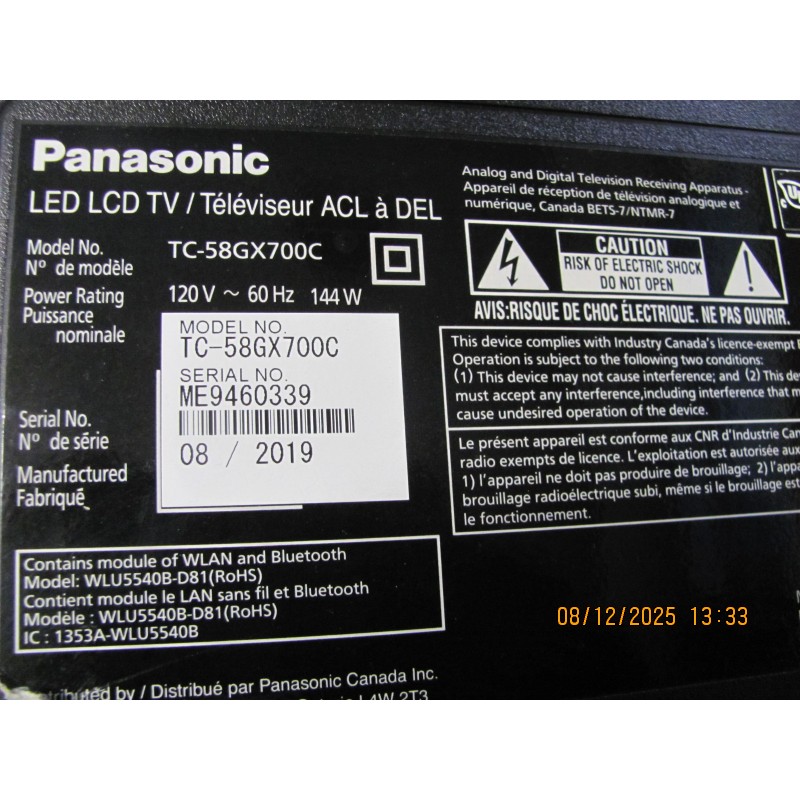 Panasonic
LED LCD TV / Téléviseur ACL à DEL
Model No.
Nº de modèle
TC-58GX700C
Power Rating
Puissance
nominale
120 V ~ 60 Hz 144 W
MODEL NO.
TC-58GX700C
SERIAL NO.
ME9460339
08 / 2019
Serial No.
Nº de série
Manufactured
Fabriqué
Contains module of WLAN and Bluetooth
Model: WLU5540B-D81(RoHS)
Contient module le LAN sans fil et Bluetooth
Modèle : WLU5540B-D81(RoHS)
IC : 1353A-WLU5540B
by / Distribué par Panasonic Canada Inc.
L4W 2T3
Analog and Digital Television Receiving Apparatus -
Appareil de réception de télévision analogique et
numérique, Canada BETS-7/NTMR-7
CAUTION
RISK OF ELECTRIC SHOCK
DO NOT OPEN
AVIS:RISQUE DE CHOC ÉLECTRIQUE. NE PAS OUVRIR.
This device complies with Industry Canada's licence-exempt
Operation is subject to the following two conditions:
(1) This device may not cause interference; and (2) This
must accept any interference,including interference that
cause undesired operation of the device.
Le présent appareil est conforme aux CNR d'Industrie
radio exempts de licence. L'exploitation est autorisée aux
1) l'appareil ne doit pas produire de brouillage; 2)
brouillage radioélectrique subi, même si le brouillage est
le fonctionnement.
08/12/2025 13:33